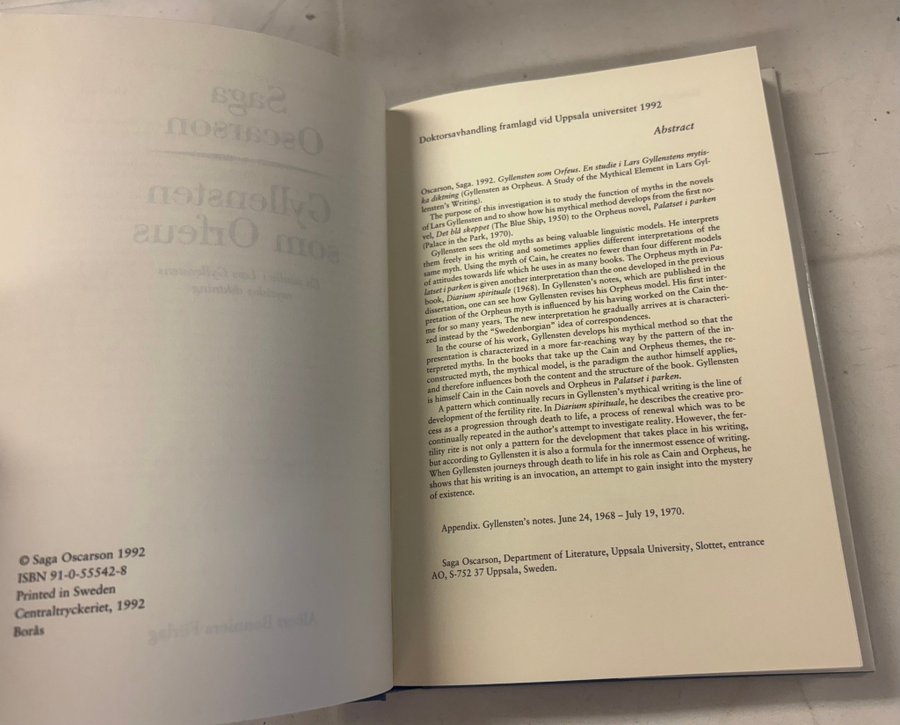 Saga
Oscarson
Gyllensten
som Orfeus
En studie i Lars Gyllenstens
mytiska diktning
Albert Bonniers Förlag
© Saga Oscarson 1992
ISBN 91-0-55542-8
Printed in Sweden
Centraltryckeriet, 1992
Borås
Doktorsavhandling framlagd vid Uppsala universitet 1992
Abstract
Oscarson, Saga. 1992. Gyllensten som Orfeus. En studie i Lars Gyllenstens mytis-
ka diktning (Gyllensten as Orpheus. A Study of the Mythical Element in Lars Gyl-
lensten's Writing).
The purpose of this investigation is to study the function of myths in the novels
of Lars Gyllensten and to show how his mythical method develops from the first no-
vel, Det blå skeppet (The Blue Ship, 1950) to the Orpheus novel, Palatset i parken
(Palace in the Park, 1970).
Gyllensten sees the old myths as being valuable linguistic models. He interprets
them freely in his writing and sometimes applies different interpretations of the
same myth. Using the myth of Cain, he creates no fewer than four different models
of attitudes towards life which he uses in as many books. The Orpheus myth in Pa-
latset i parken is given another interpretation than the one developed in the previous
book, Diarium spirituale (1968). In Gyllensten's notes, which are published in the
dissertation, one can see how Gyllensten revises his Orpheus model. His first inter-
pretation of the Orpheus myth is influenced by his having worked on the Cain the-
me for so many years. The new interpretation he gradually arrives at is characteri-
zed instead by the "Swedenborgian" idea of correspondences.
In the course of his work, Gyllensten develops his mythical method so that the
presentation is characterized in a more far-reaching way by the pattern of the in-
terpreted myths. In the books that take up the Cain and Orpheus themes, the re-
constructed myth, the mythical model, is the paradigm the author himself applies,
and therefore influences both the content and the structure of the book. Gyllensten
is himself Cain in the Cain novels and Orpheus in Palatset i parken.
A pattern which continually recurs in Gyllensten's mythical writing is the line of
development of the fertility rite. In Diarium spirituale, he describes the creative pro-
cess as a progression through death to life, a process of renewal which was to be
continually repeated in the author's attempt to investigate reality. However, the fer-
tility rite is not only a pattern for the development that takes place in his writing,
but according to Gyllensten it is also a formula for the innermost essence of writing.
When Gyllensten journeys through death to life in his role as Cain and Orpheus, he
shows that his writing is an invocation, an attempt to gain insight into the mystery
of existence.
Appendix. Gyllensten's notes. June 24, 1968 – July 19, 1970.
Saga Oscarson, Department of Literature, Uppsala University, Slottet, entrance
AO, S-752 37 Uppsala, Sweden.